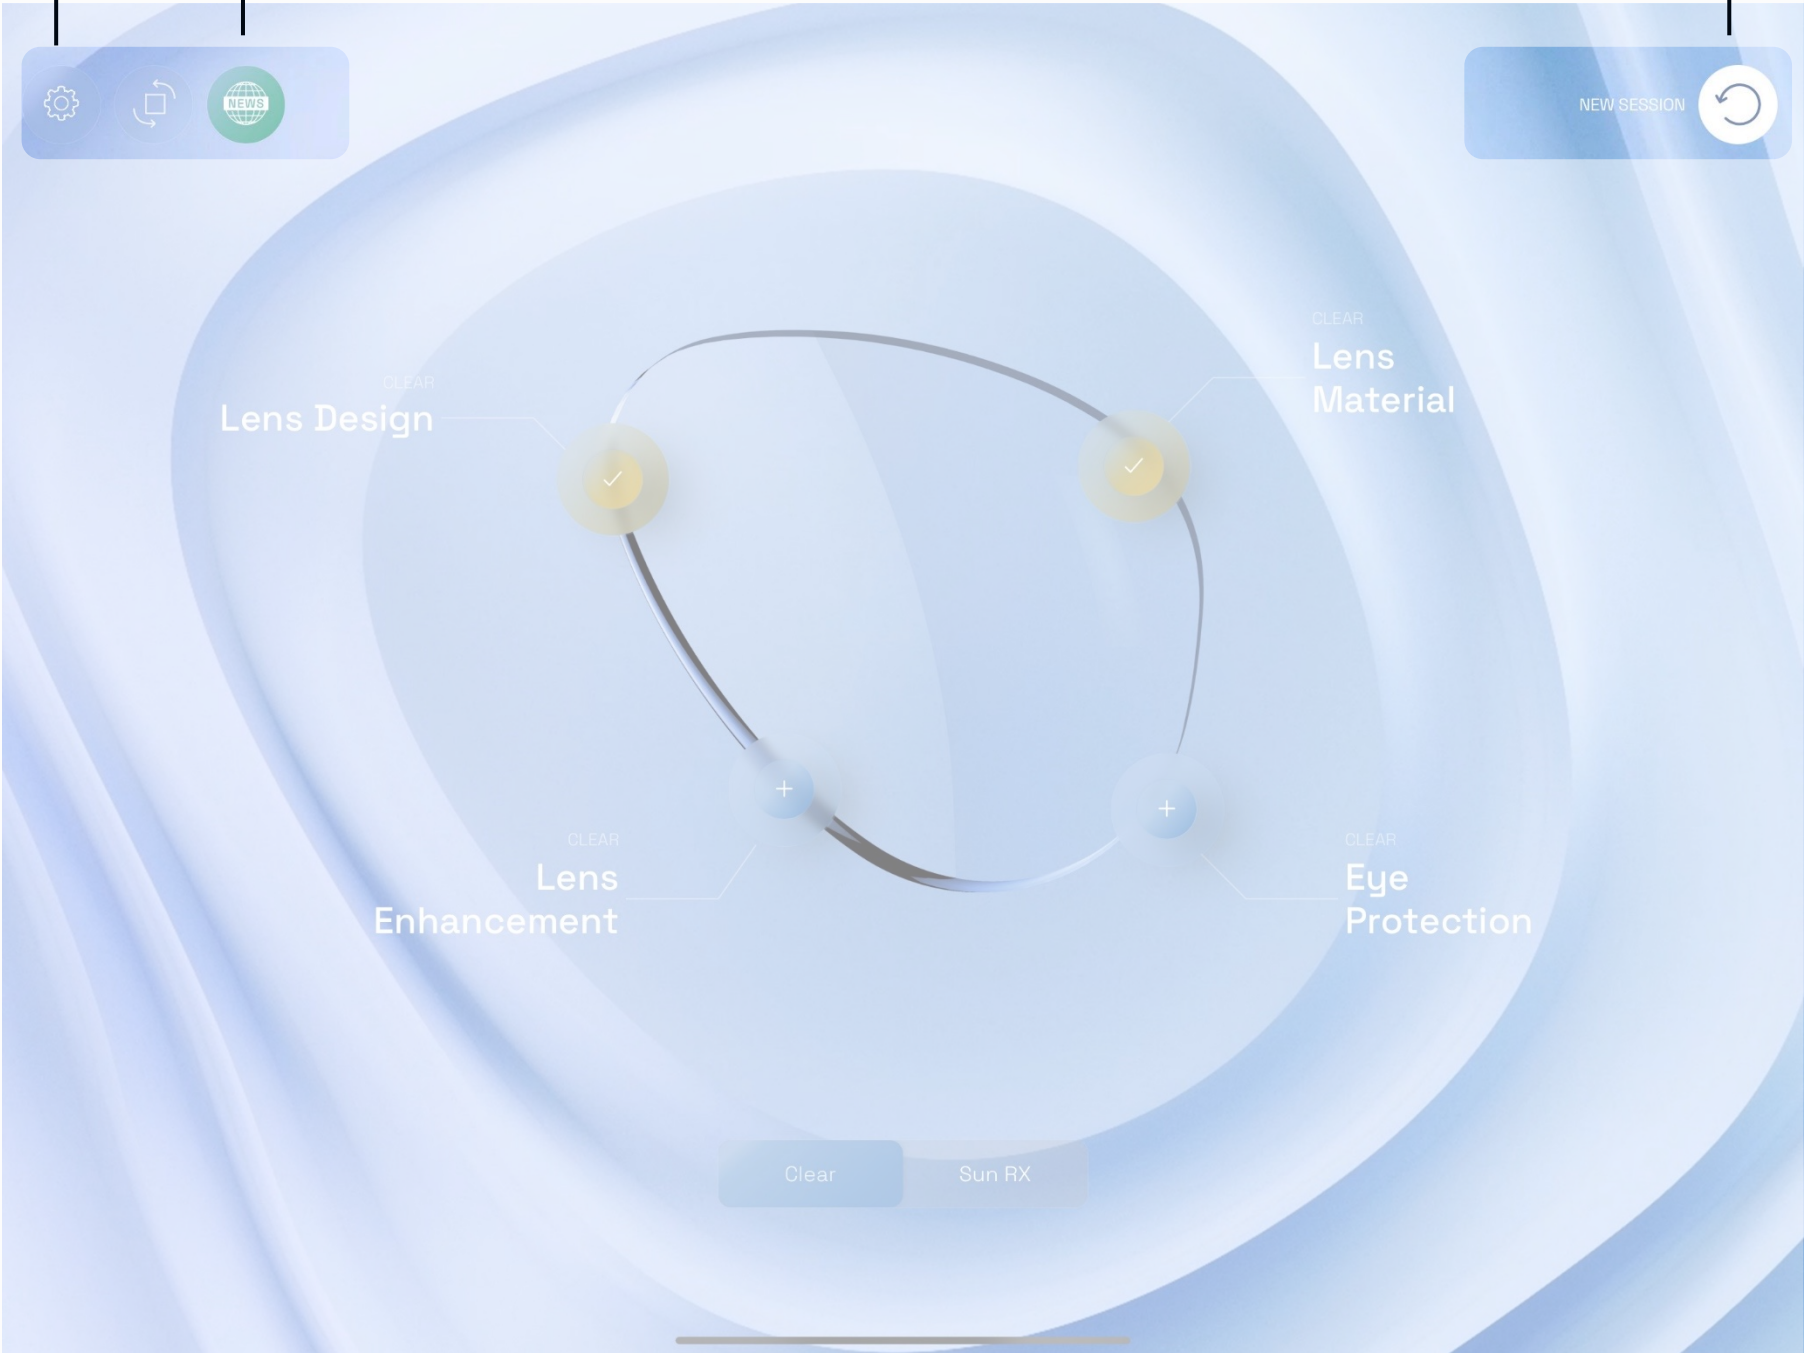 NEWS
NEW SESSION
CLEAR
Lens
Material
CLEAR
Lens Design
CLEAR
Lens
Enhancement
CLEAR
Eye
Protection
Clear
Sun RX